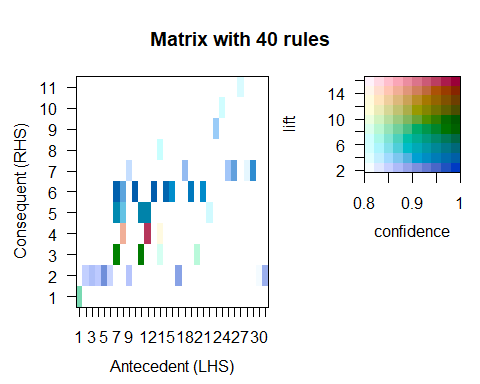 Matrix with 40 rules
Consequent (RHS)
11
10
9
8
7
6
5
4
3
2
1
1 3 5 7 9 12 15 18 21 24 27 30
Antecedent (LHS)
lift
14
10
6
2
0.8 0.9 1
confidence